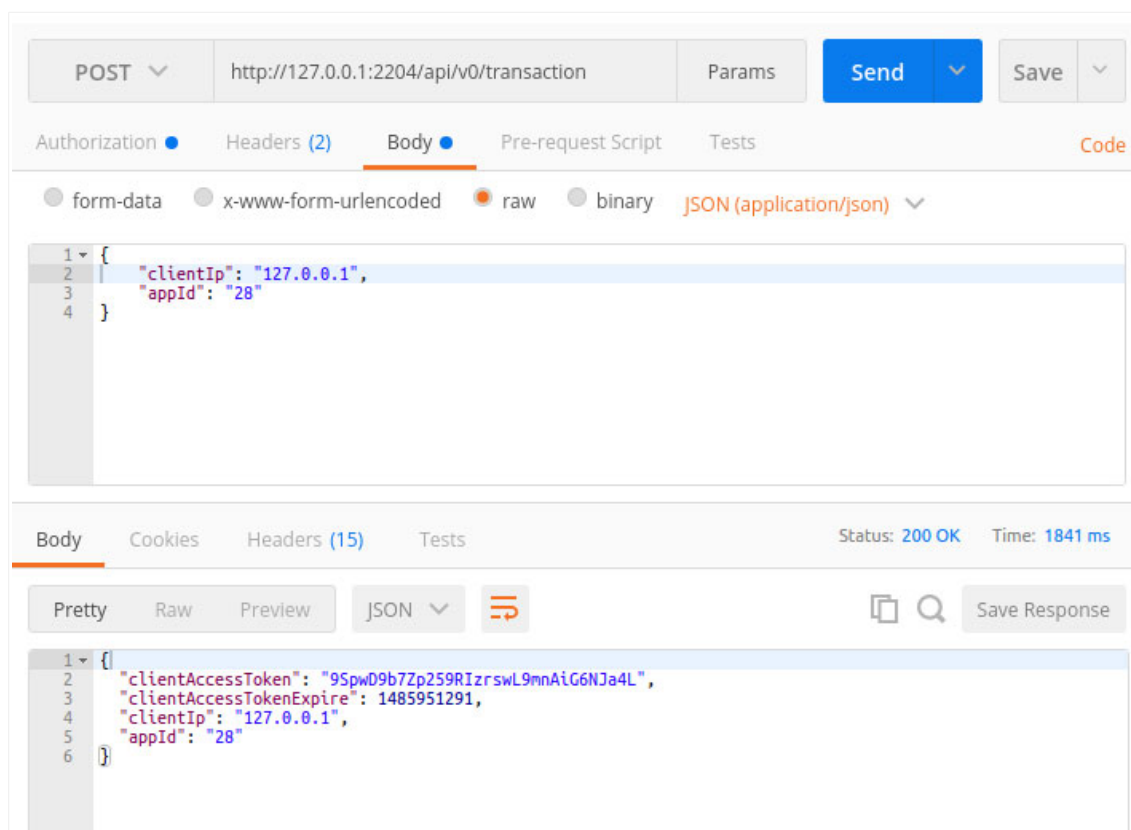 POST http://127.0.0.1:2204/api/v0/transaction Params Send Save
Authorization Headers (2) Body Pre-request Script Tests Code
form-data x-www-form-urlencoded raw binary JSON (application/json)
1 {
2 "clientIp": "127.0.0.1",
3 "appId": "28"
4 }
Body Cookies Headers (15) Tests Status: 200 OK Time: 1841 ms
Pretty Raw Preview JSON Save Response
1 {
2 "clientAccessToken": "9SpwD9b7Zp259RIzrswL9mnAiG6NJa4L",
3 "clientAccessTokenExpire": 1485951291,
4 "clientIp": "127.0.0.1",
5 "appId": "28"
6 }